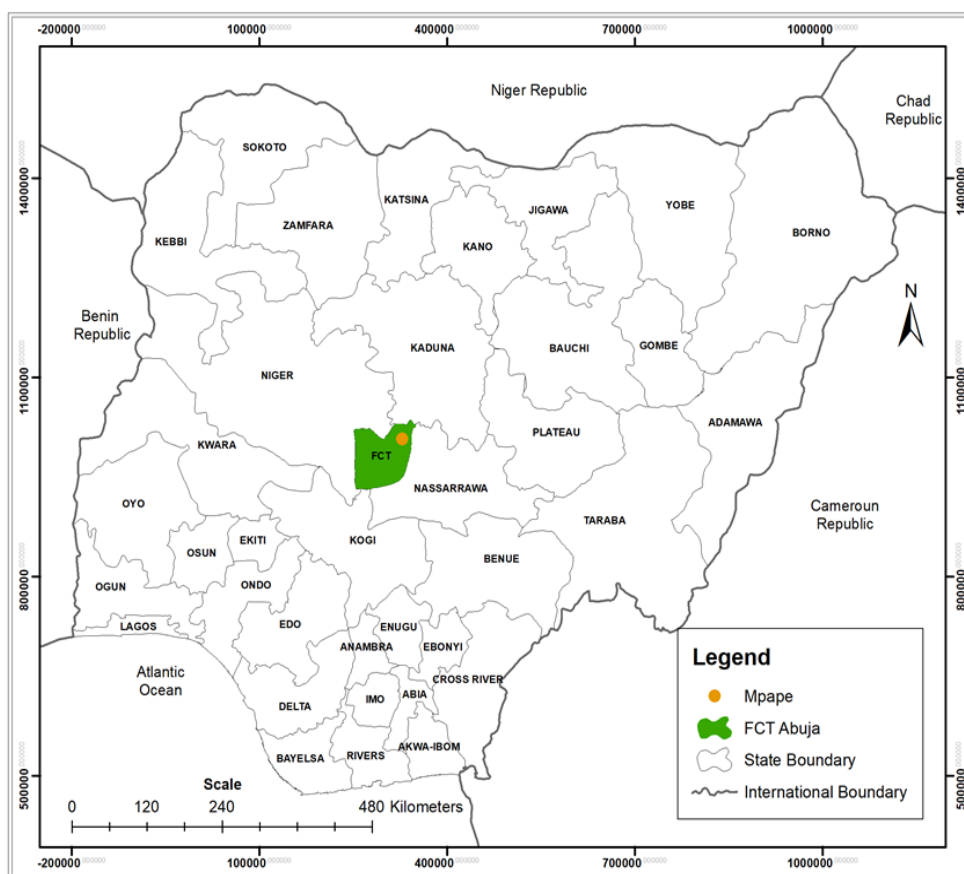 -200000 100000 400000 700000 1000000
Niger Republic
Chad
Republic
SOKOTO
1400000
KATSINA
JIGAWA
YOBE
1400000
ZAMFARA
KANO
BORNO
KEBBI
N
Benin
Republic
KADUNA
BAUCHI
GOMBE
NIGER
1100000
1100000
ADAMAWA
PLATEAU
KWARA
FCT
NASSARRAWA
OYO
TARABA
Cameroun
Republic
EKITI
KOGI
OSUN
BENUE
OGUN
ONDO
800000
800000
LAGOS
EDO
ENUGU
ANAMBRA
EBONYI
Atlantic
Ocean
CROSS RIVER
ABIA
IMO
DELTA
AKWA-IBOM
BAYELSA
RIVERS
500000
500000
Legend
Mpape
FCT Abuja
State Boundary
International Boundary
Scale
0 120 240 480 Kilometers
-200000 100000 400000 700000 1000000